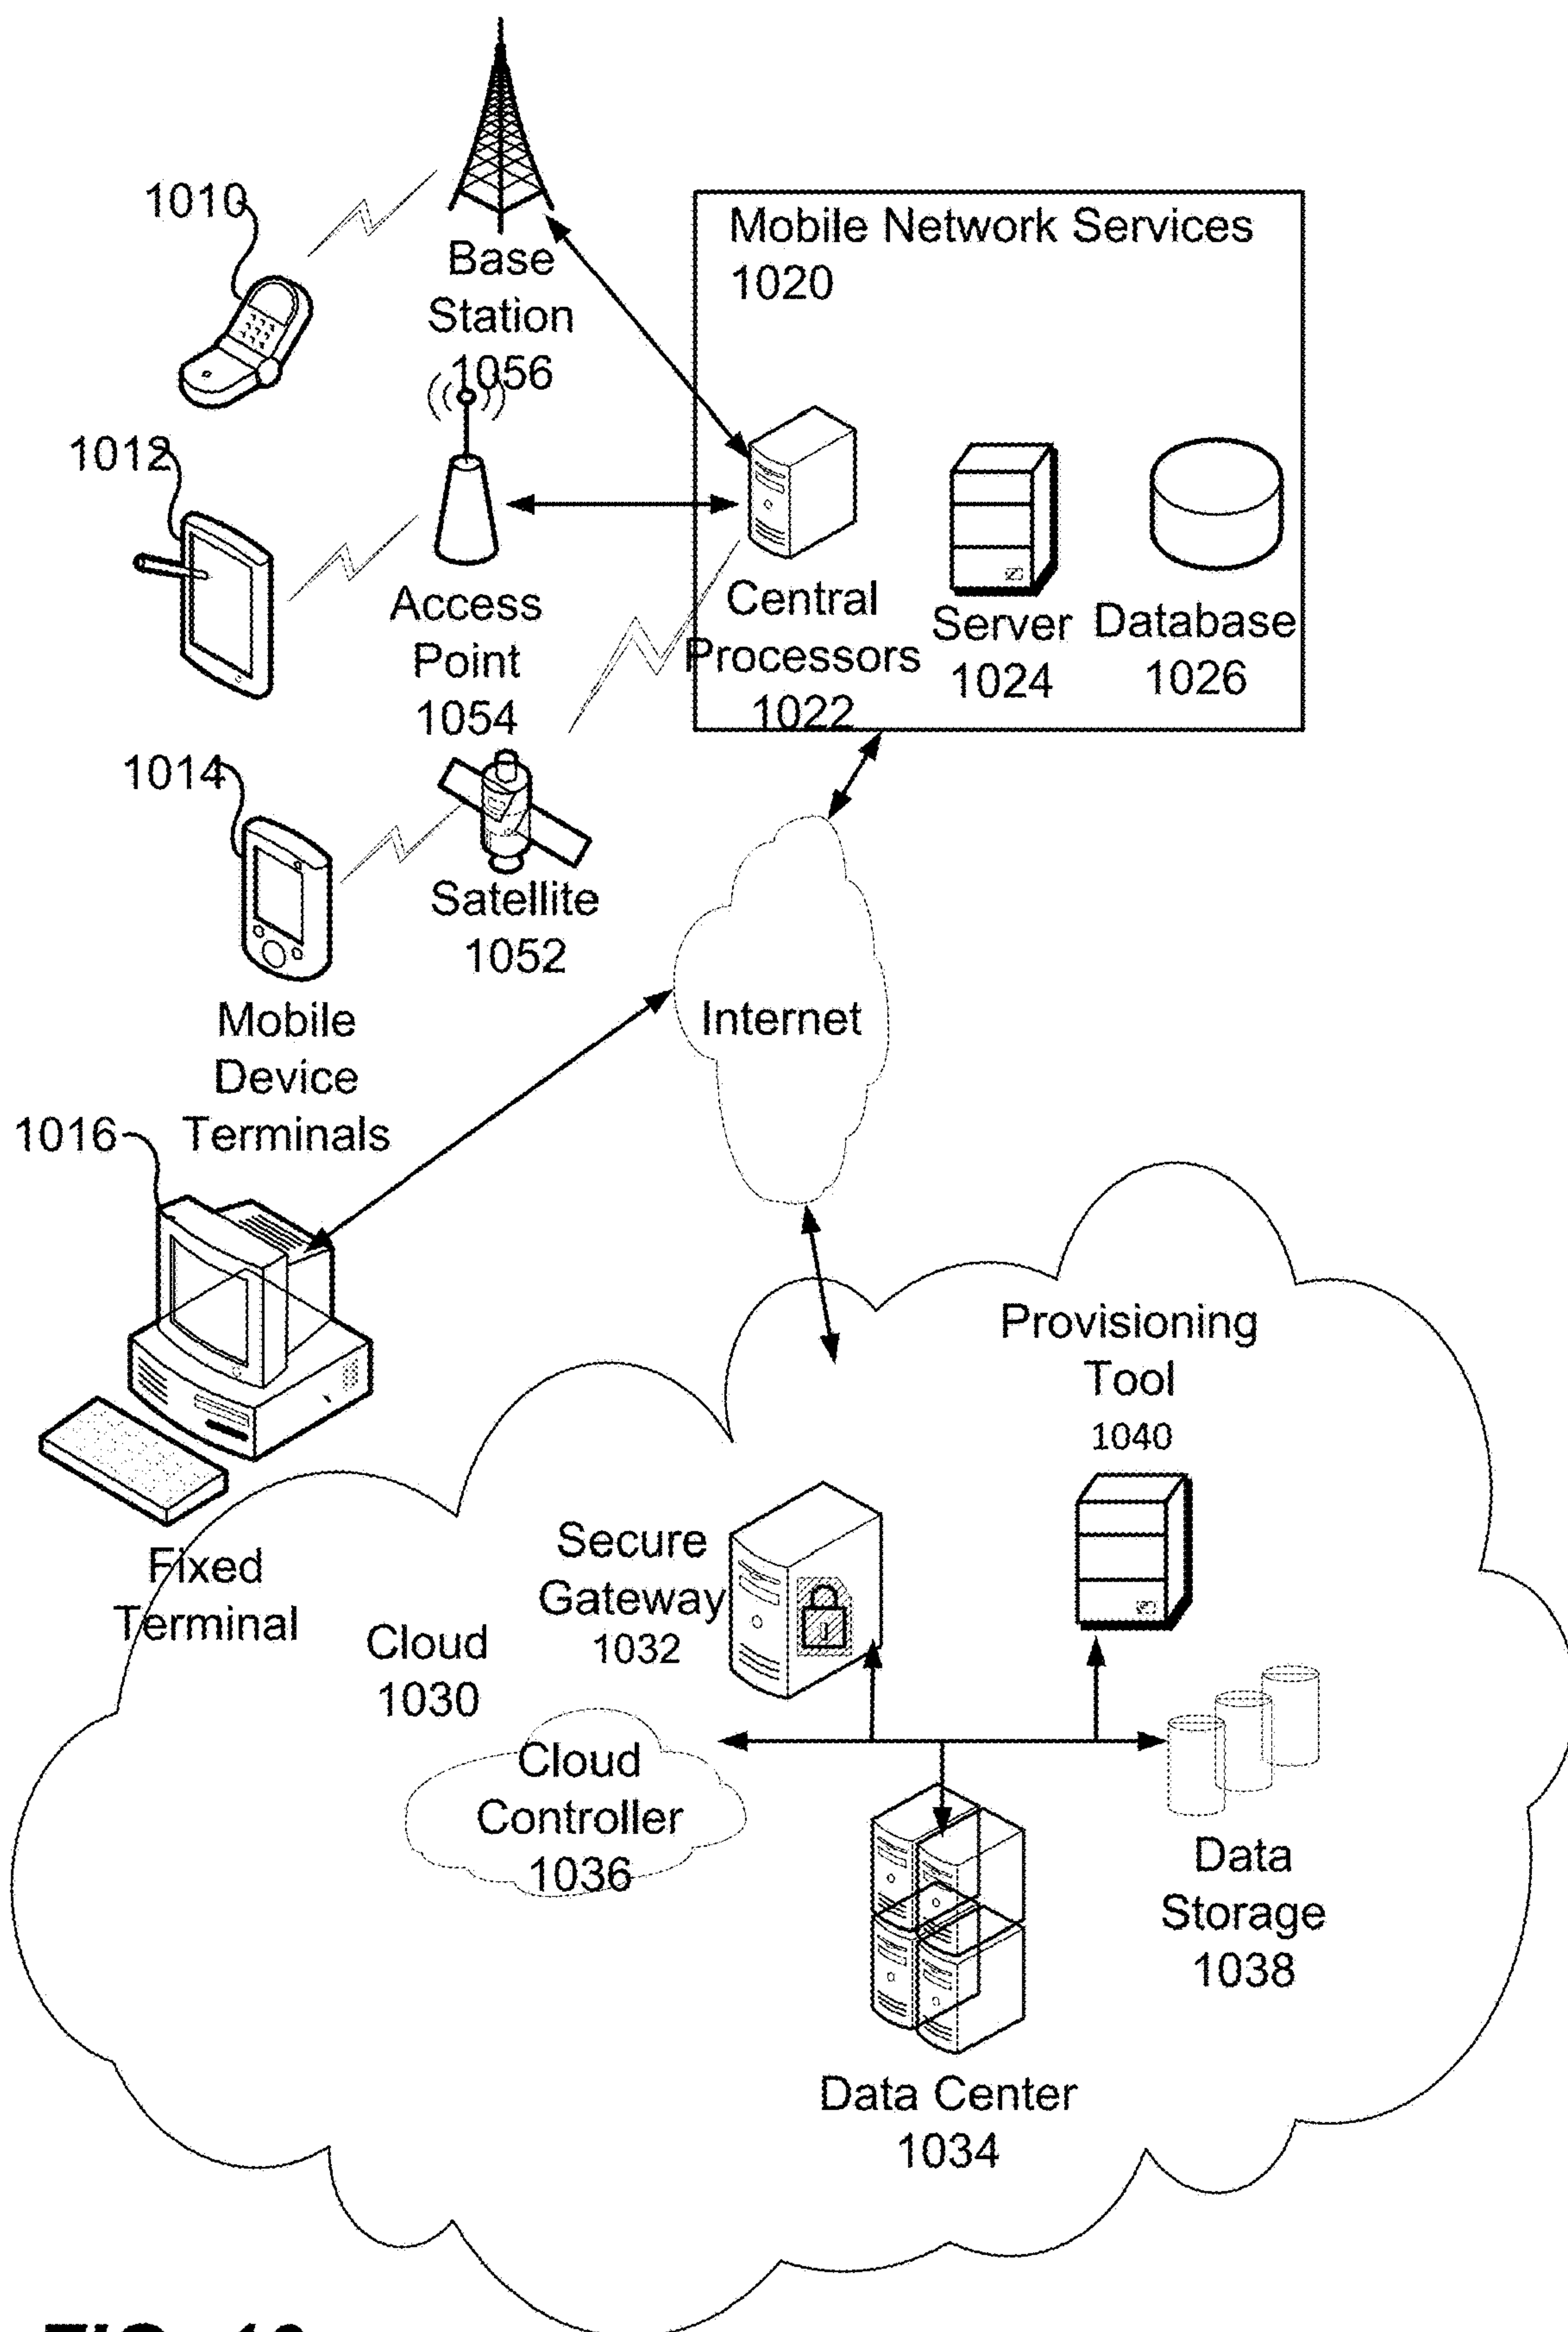 1010
Base
Station
1056
Mobile Network Services
1020
1012
Access
Point
1054
Central
Processors
1022
Server
1024
Database
1026
1014
Satellite
1052
Mobile
Device
Terminals
Internet
1016
Fixed
Terminal
Provisioning
Tool
1040
Secure
Gateway
1032
Cloud
1030
Cloud
Controller
1036
Data
Storage
1038
Data Center
1034